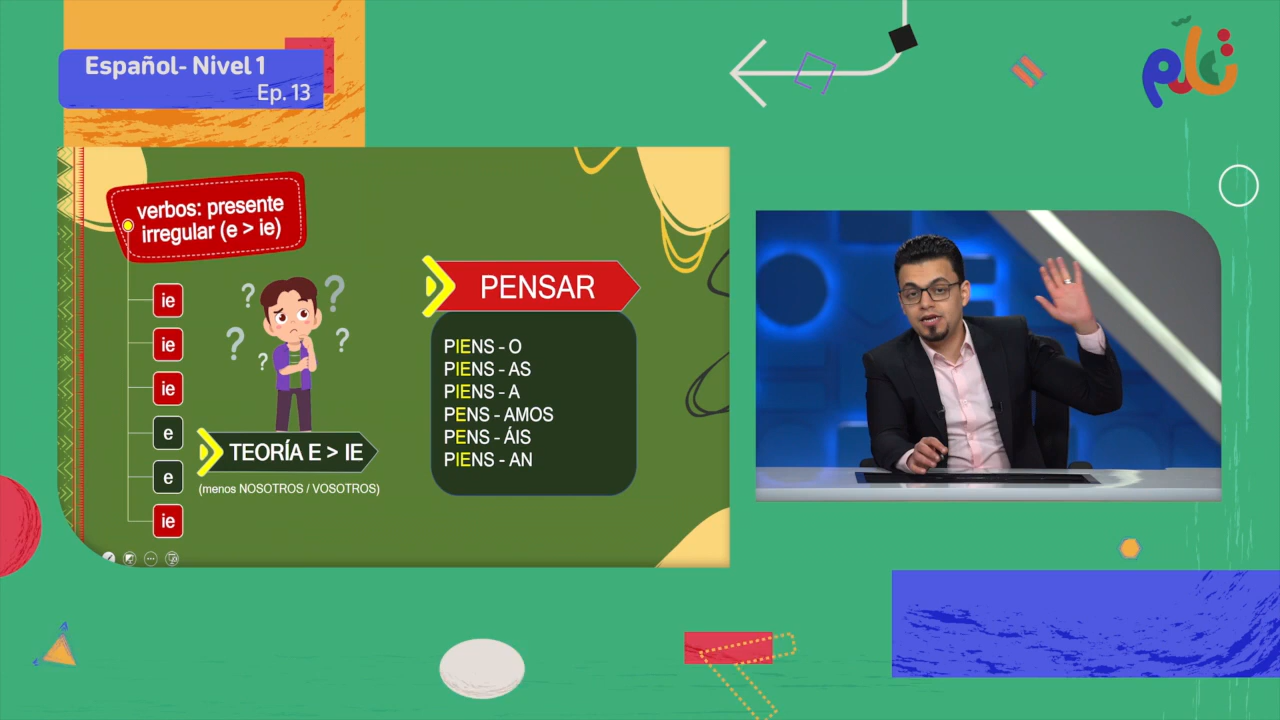 Español- Nivel 1
Ep. 13
verbos: presente
irregular (e > ie)
ie
ie
ie
e
e
ie
? ? ? ? ?
TEORÍA E > IE
(menos NOSOTROS / VOSOTROS)
PENSAR
PIENS - O
PIENS - AS
PIENS - A
PENS - AMOS
PENS - ÁIS
PIENS - AN